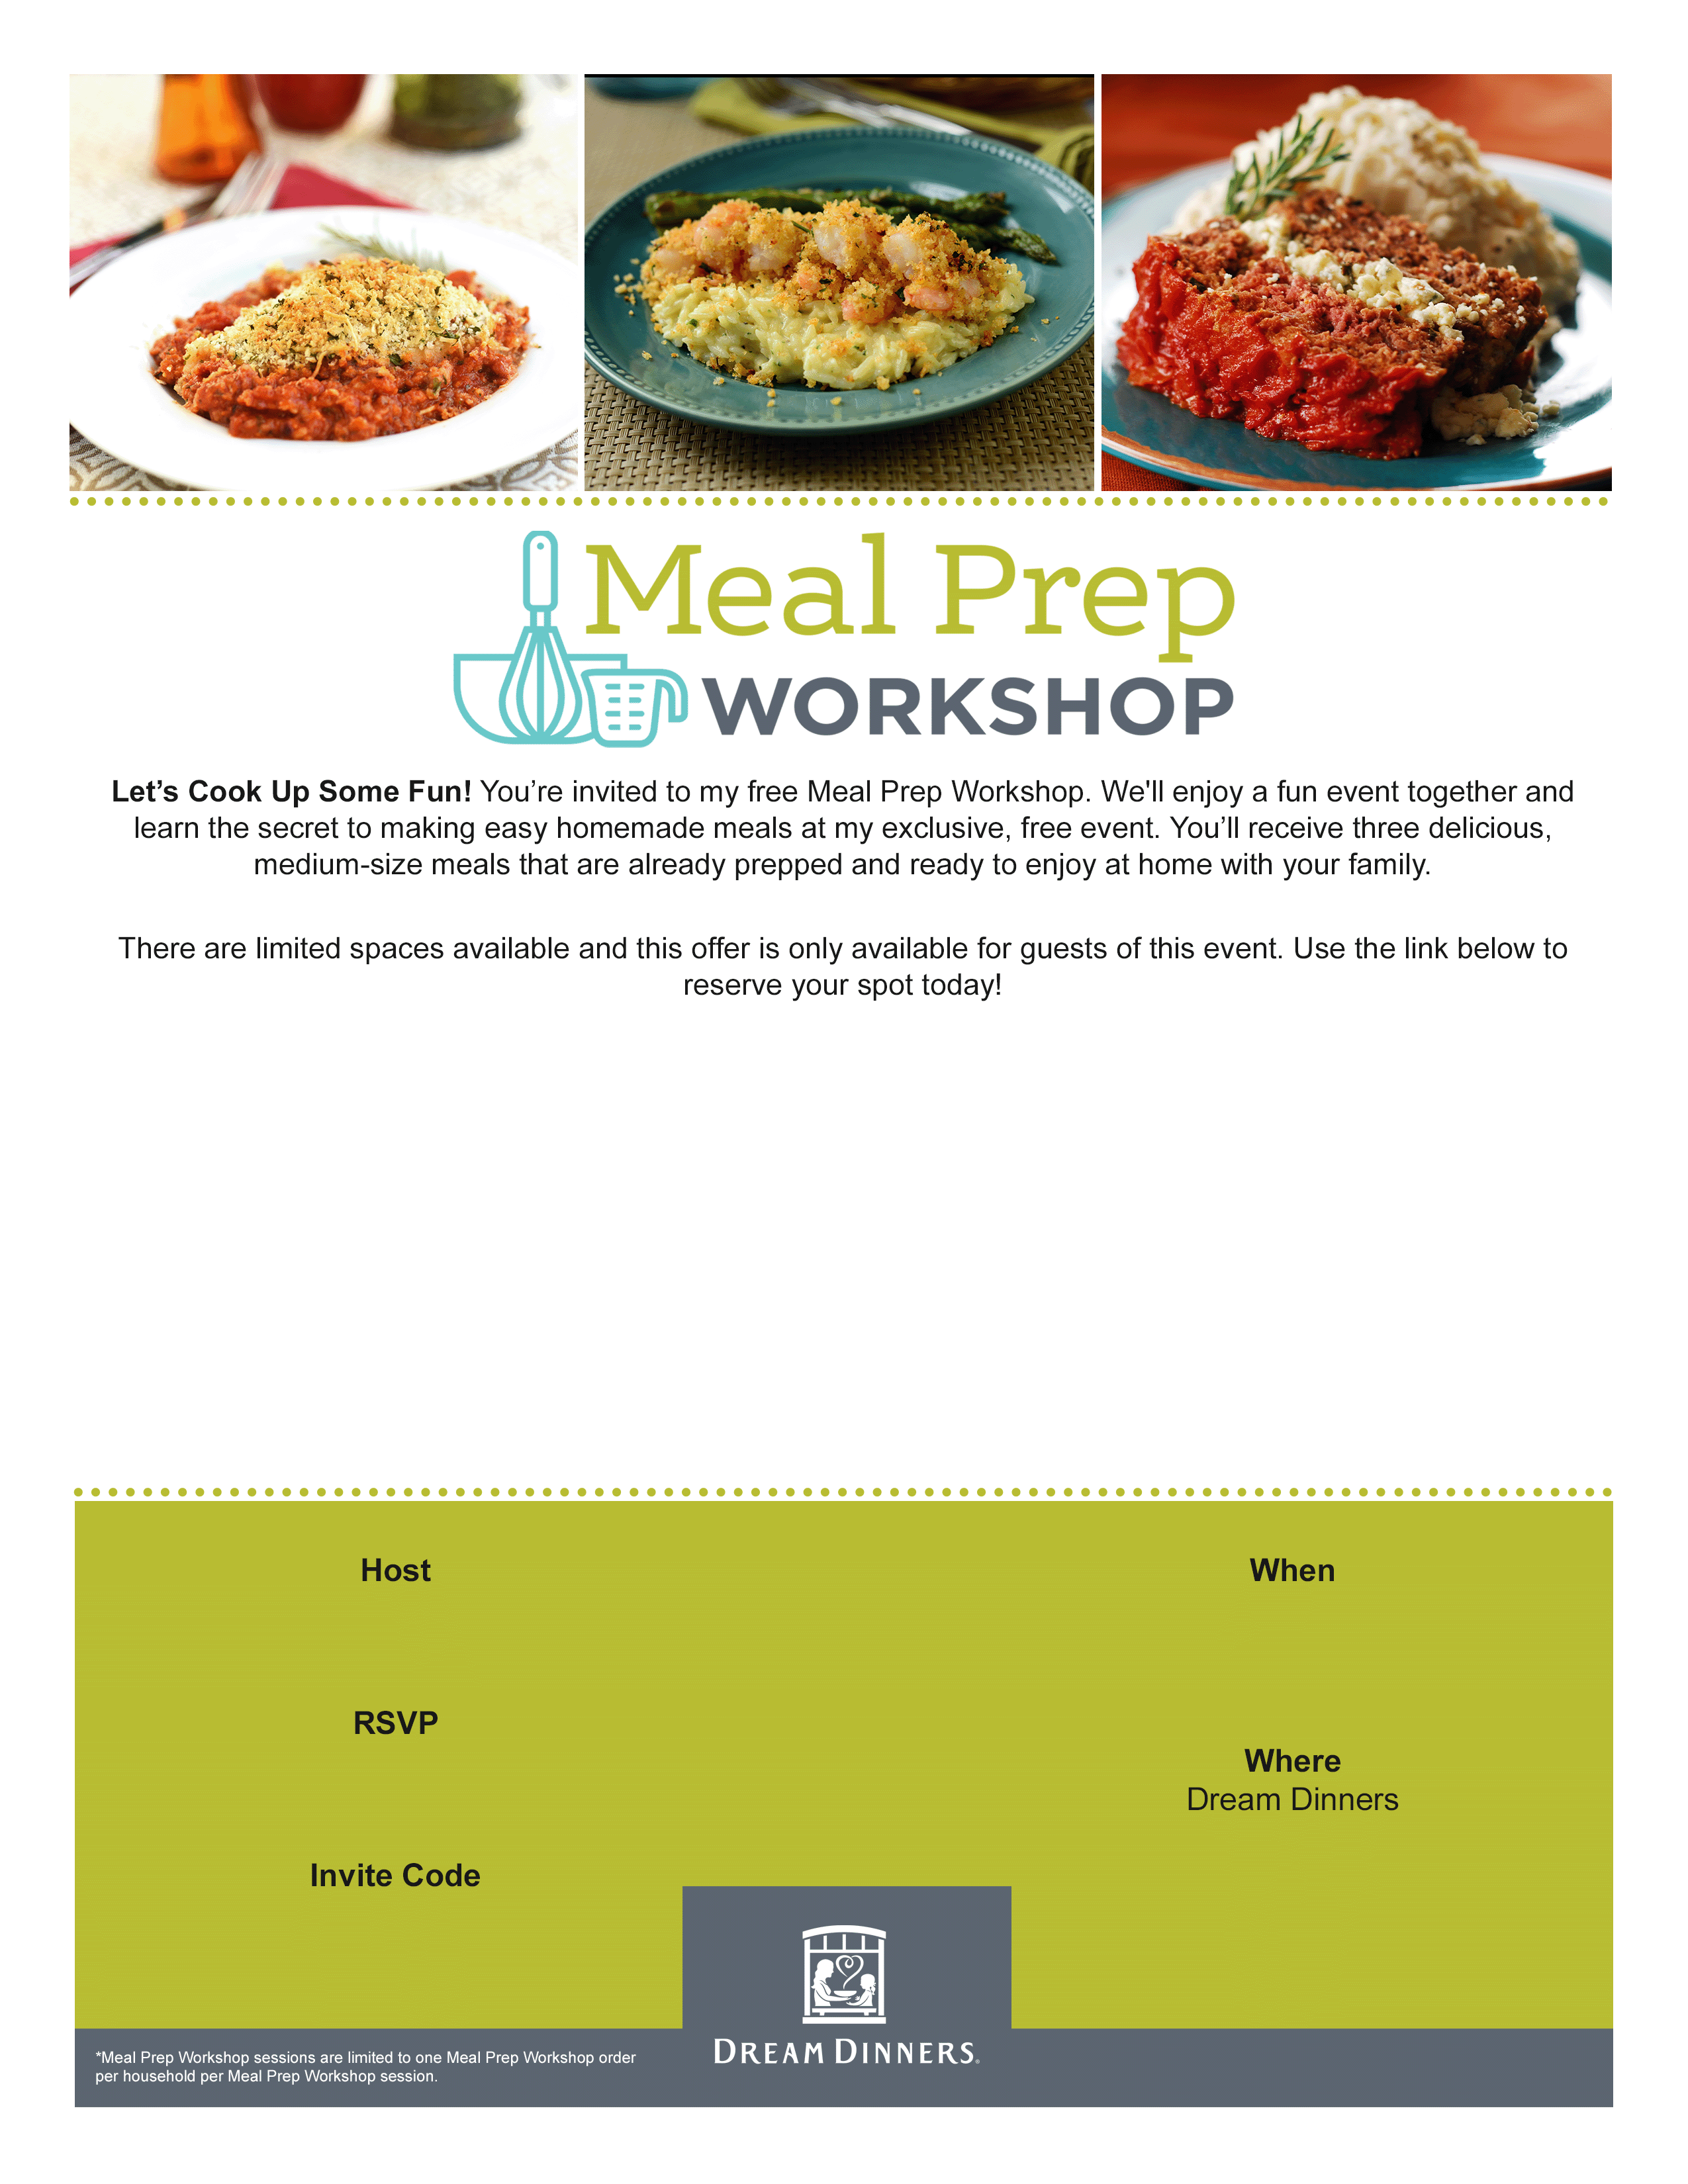 Meal Prep
WORKSHOP
Let’s Cook Up Some Fun! You’re invited to my free Meal Prep Workshop. We'll enjoy a fun event together and
learn the secret to making easy homemade meals at my exclusive, free event. You’ll receive three delicious,
medium-size meals that are already prepped and ready to enjoy at home with your family.
There are limited spaces available and this offer is only available for guests of this event. Use the link below to
reserve your spot today!
Host
RSVP
Invite Code
When
Where
Dream Dinners
*Meal Prep Workshop sessions are limited to one Meal Prep Workshop order
per household per Meal Prep Workshop session.
DREAM DINNERS